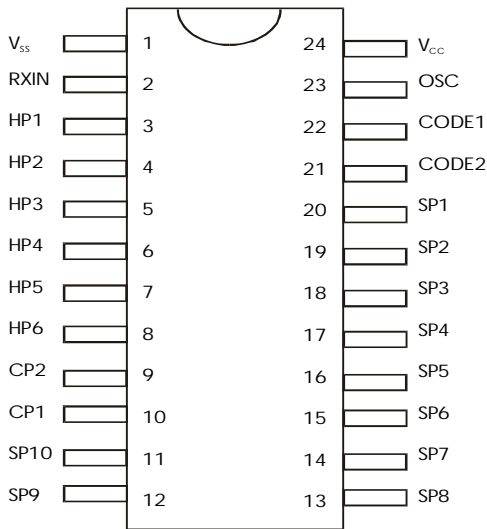 Vss 1 24 Vcc
RXIN 2 23 OSC
HP1 3 22 CODE1
HP2 4 21 CODE2
HP3 5 20 SP1
HP4 6 19 SP2
HP5 7 18 SP3
HP6 8 17 SP4
CP2 9 16 SP5
CP1 10 15 SP6
SP10 11 14 SP7
SP9 12 13 SP8